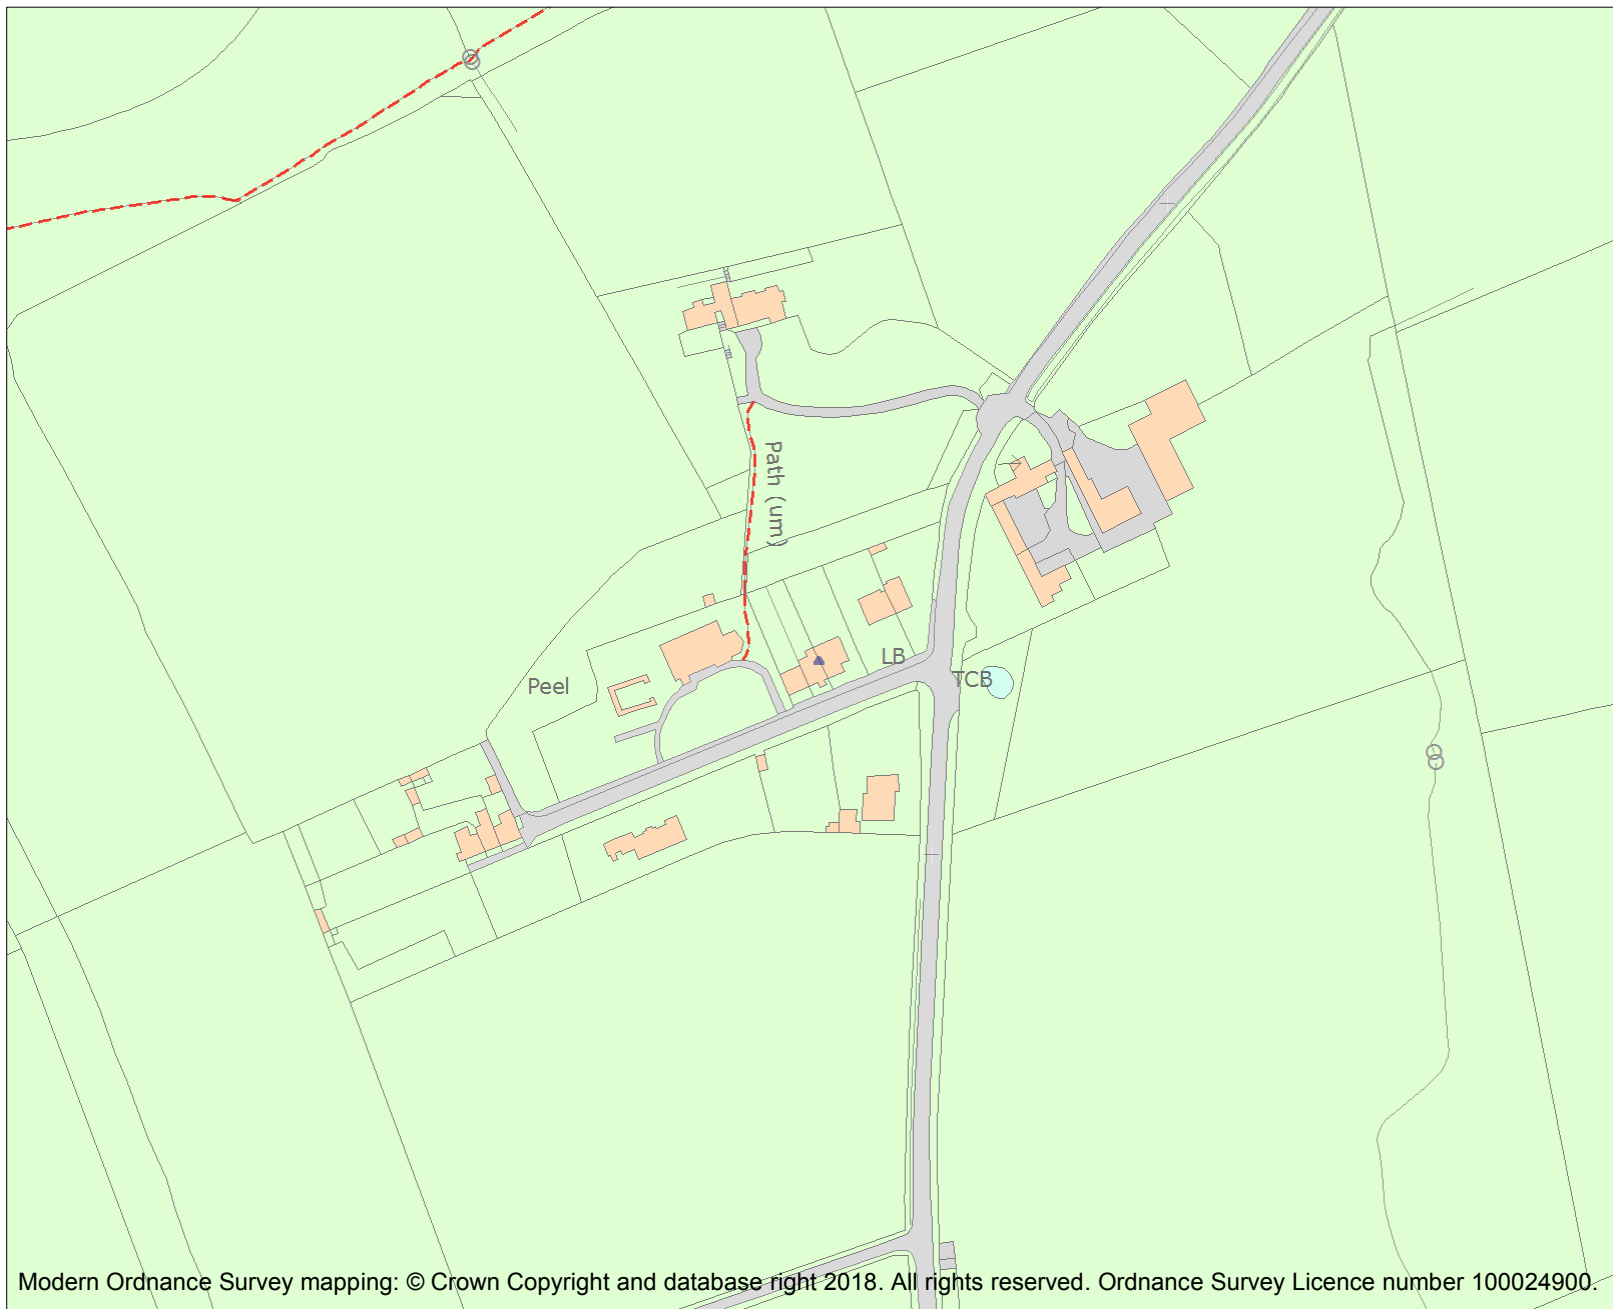 Path (um)
LB
TCB
Peel
Modern Ordnance Survey mapping: © Crown Copyright and database right 2018. All rights reserved. Ordnance Survey Licence number 100024900.